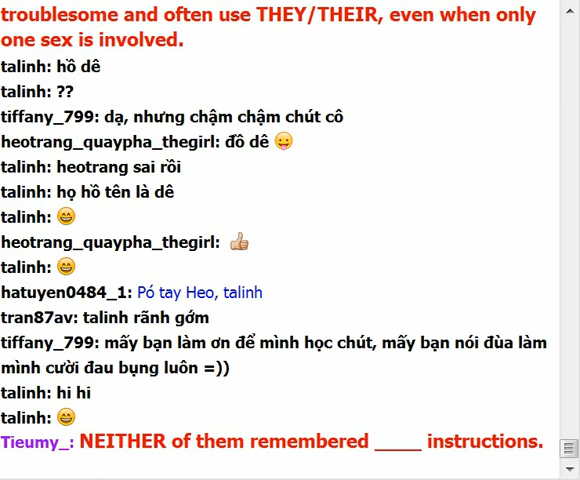 troublesome and often use THEY/THEIR, even when only
one sex is involved.
talinh: hồ dê
talinh: ??
tiffany_799: dạ, nhưng chậm chậm chút cô
heotrang_quaypha_thegirl: đồ dê 😛
talinh: heotrang sai rồi
talinh: họ hồ tên là dê
talinh: 😄
heotrang_quaypha_thegirl: 👍
talinh: 😄
hatuyen0484_1: Pó tay Heo, talinh
tran87av: talinh rãnh gớm
tiffany_799: mấy bạn làm ơn để mình học chút, mấy bạn nói đùa làm
mình cười đau bụng luôn =))
talinh: hi hi
talinh: 😄
Tieumy_: NEITHER of them remembered ____ instructions.